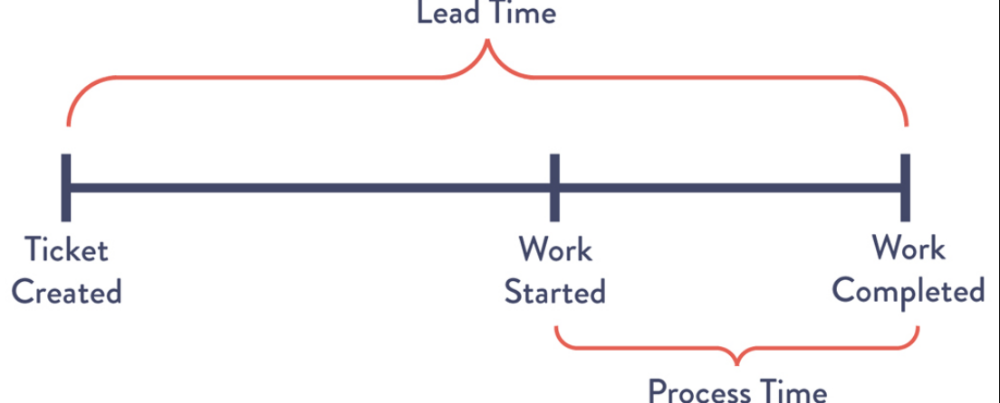 Lead Time
Ticket
Created
Work
Started
Work
Completed
Process Time